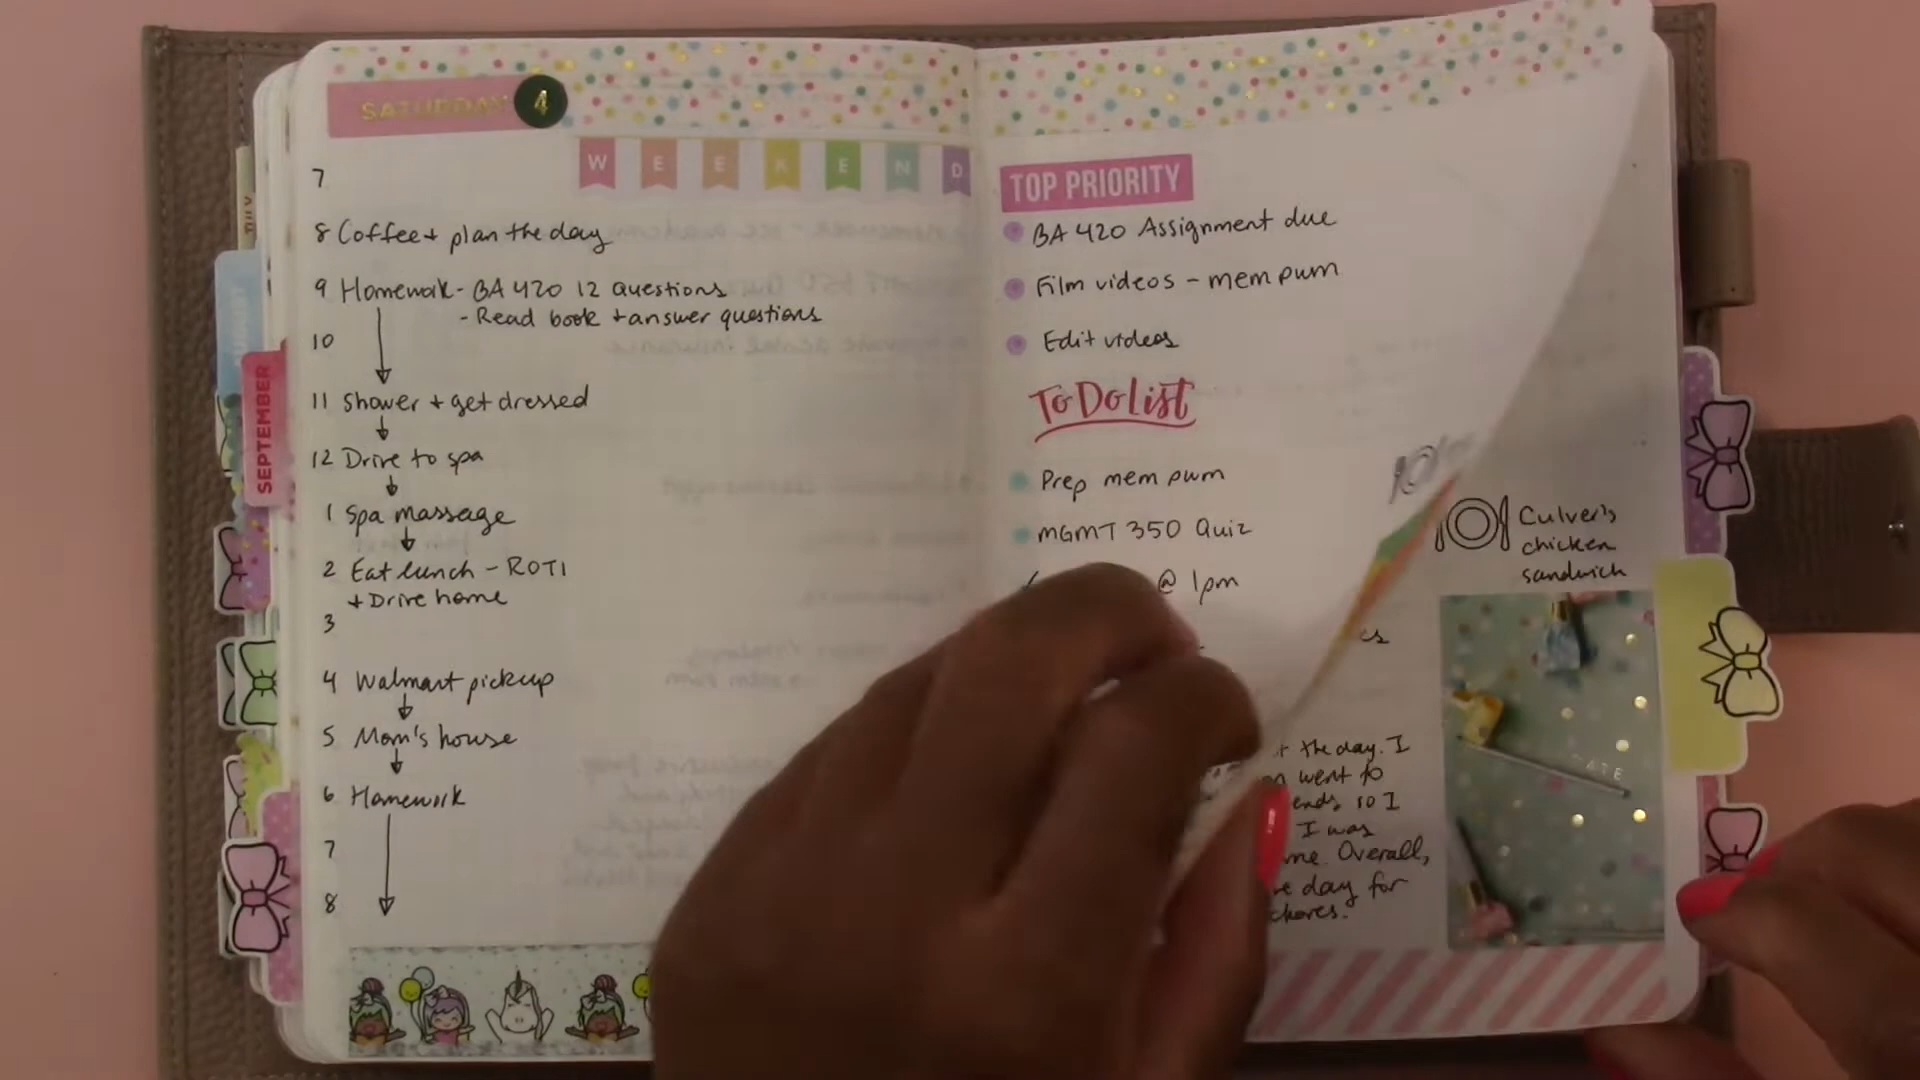 SATURDAY 4
WEEKEND
7
8 Coffee + plan the day
9 Homework - BA 420 12 Questions
- Read book + answer questions
10
11 Shower + get dressed
12 Drive to spa
1 Spa massage
2 Eat lunch - ROTI
+ Drive home
3
4 Walmart pickup
5 Mom's house
6 Homework
7
8
SEPTEMBER
TOP PRIORITY
BA 420 Assignment due
Film videos - mem pwm
Edit videos
To Do List
Prep mem pwm
MGMT 350 Quiz
@ 1pm
Culver's
chicken
sandwich
the day. I
went to
10 I
I was
Overall,
day for
chores.